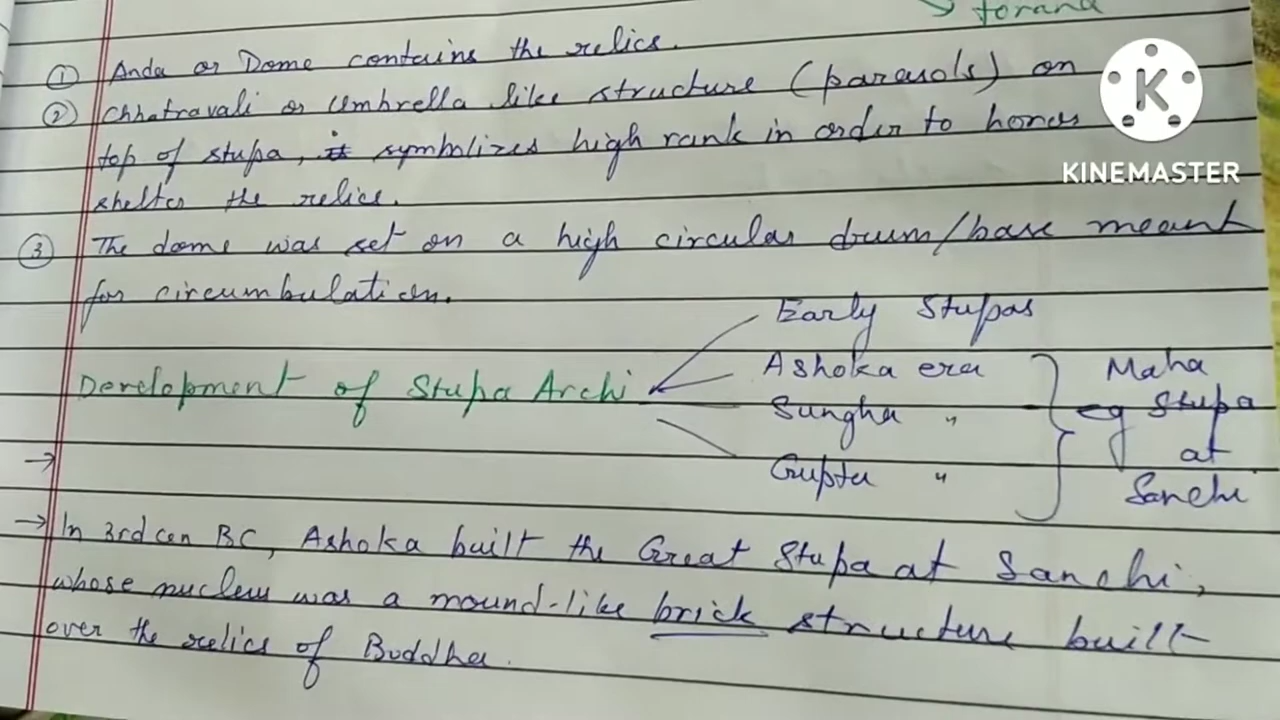 torana
① Anda or Dome contains the relics.
② Chhatravali or Umbrella like structure (parasols) on
top of stupa, it symbolizes high rank in order to honor
shelter the relics.
③ The dome was set on a high circular drum/base meant
for circumbulation.
Development of Stupa Archi
Early Stupas
Ashoka era
Sungha "
Gupta "
eg Maha
Stupa
at
Sanchi
→
→ In 3rd cen BC, Ashoka built the Great Stupa at Sanchi,
whose nucleus was a mound-like brick structure built
over the relics of Buddha.
K
KINEMASTER